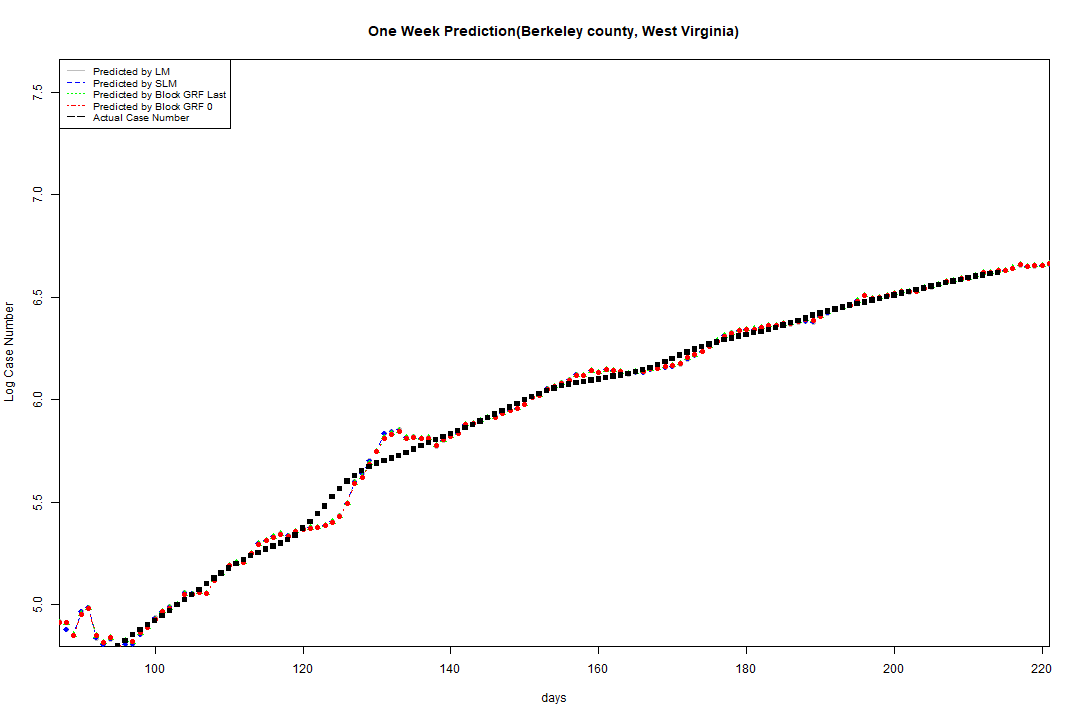 One Week Prediction(Berkeley county, West Virginia)
Predicted by LM
Predicted by SLM
Predicted by Block GRF Last
Predicted by Block GRF 0
Actual Case Number
7.5
7.0
6.5
6.0
5.5
5.0
Log Case Number
100 120 140 160 180 200 220
days